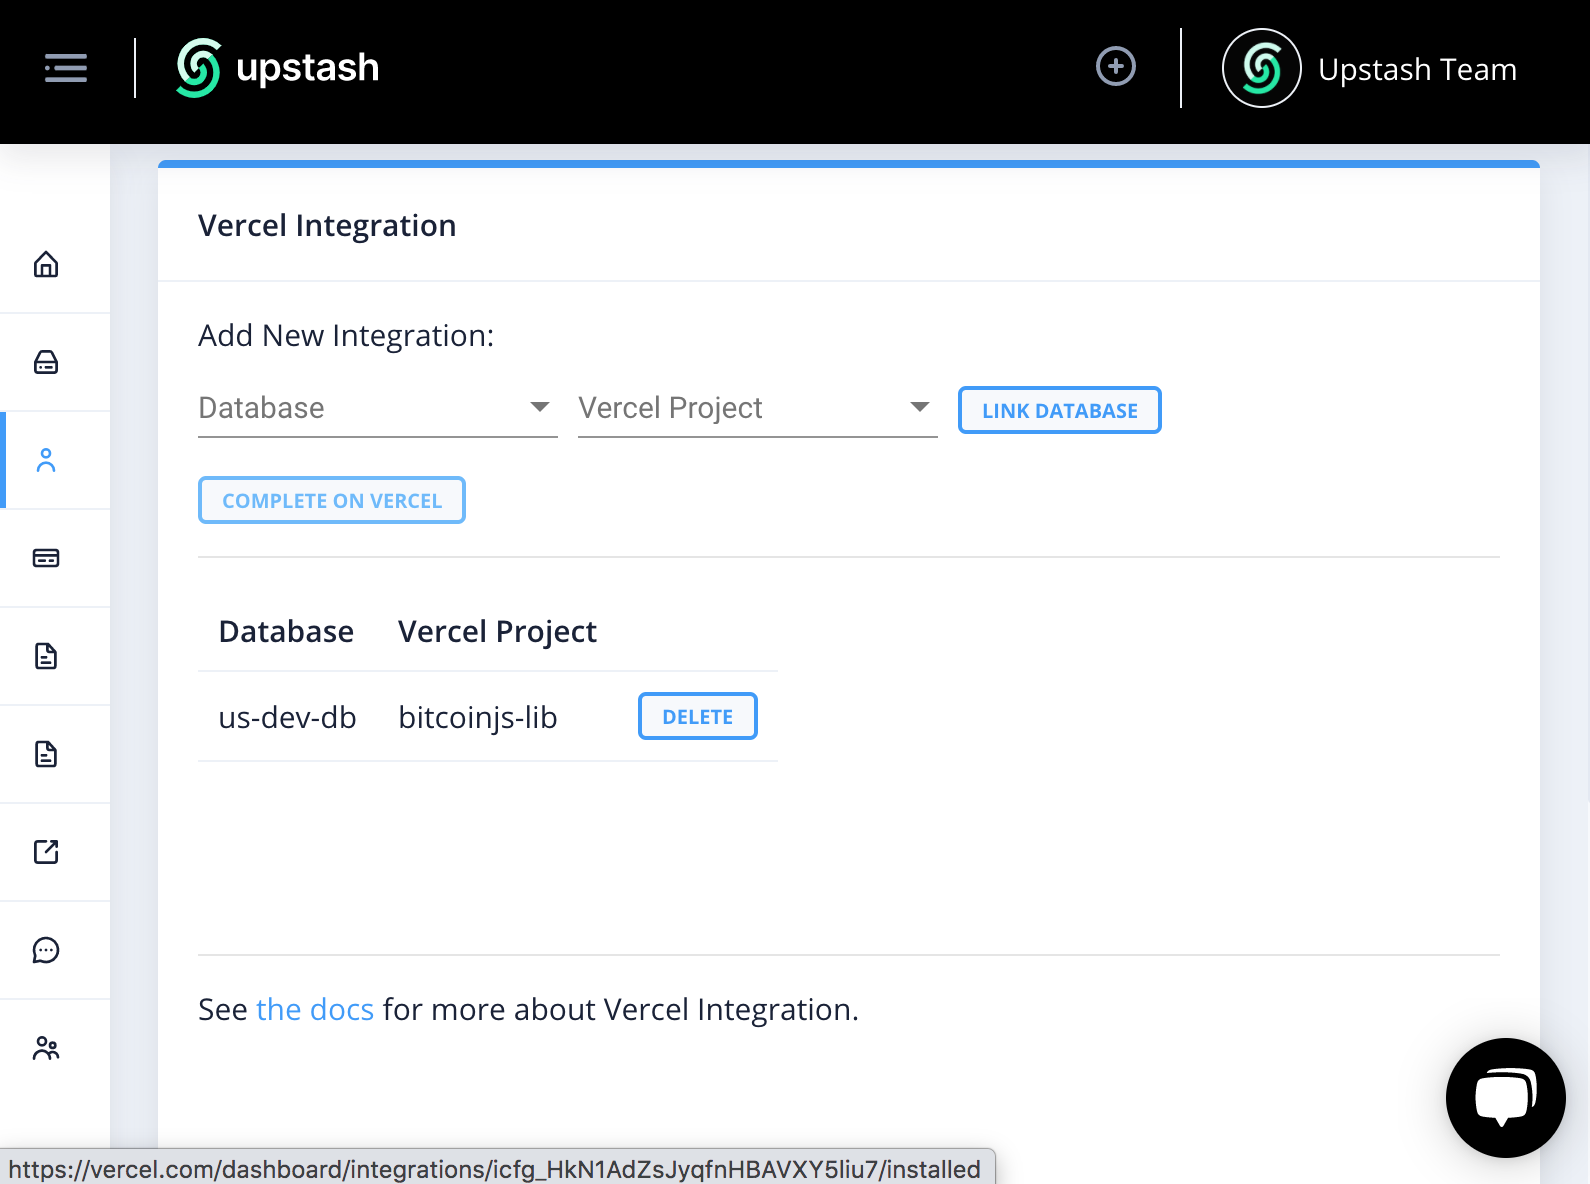 upstash
Upstash Team
Vercel Integration
Add New Integration:
Database
Vercel Project
LINK DATABASE
COMPLETE ON VERCEL
Database Vercel Project
us-dev-db bitcoinjs-lib DELETE
See the docs for more about Vercel Integration.
https://vercel.com/dashboard/integrations/icfg_HkN1AdZsJyqfnHBAVXY5liu7/installed